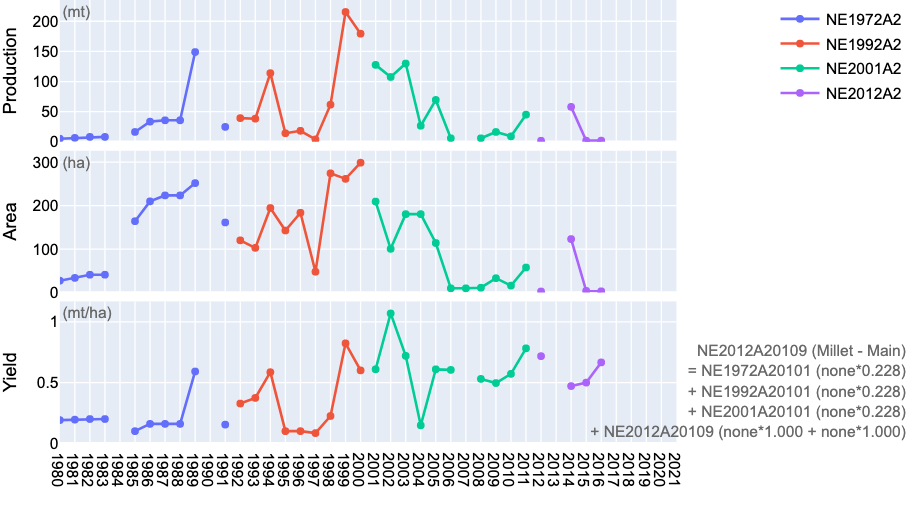 (mt)
Production
200
150
100
50
0
NE1972A2
NE1992A2
NE2001A2
NE2012A2
(ha)
Area
300
200
100
0
(mt/ha)
Yield
1
0.5
0
NE2012A20109 (Millet - Main)
= NE1972A20101 (none*0.228)
+ NE1992A20101 (none*0.228)
+ NE2001A20101 (none*0.228)
+ NE2012A20109 (none*1.000 + none*1.000)
1980 1981 1982 1983 1984 1985 1986 1987 1988 1989 1990 1991 1992 1993 1994 1995 1996 1997 1998 1999 2000 2001 2002 2003 2004 2005 2006 2007 2008 2009 2010 2011 2012 2013 2014 2015 2016 2017 2018 2019 2020 2021